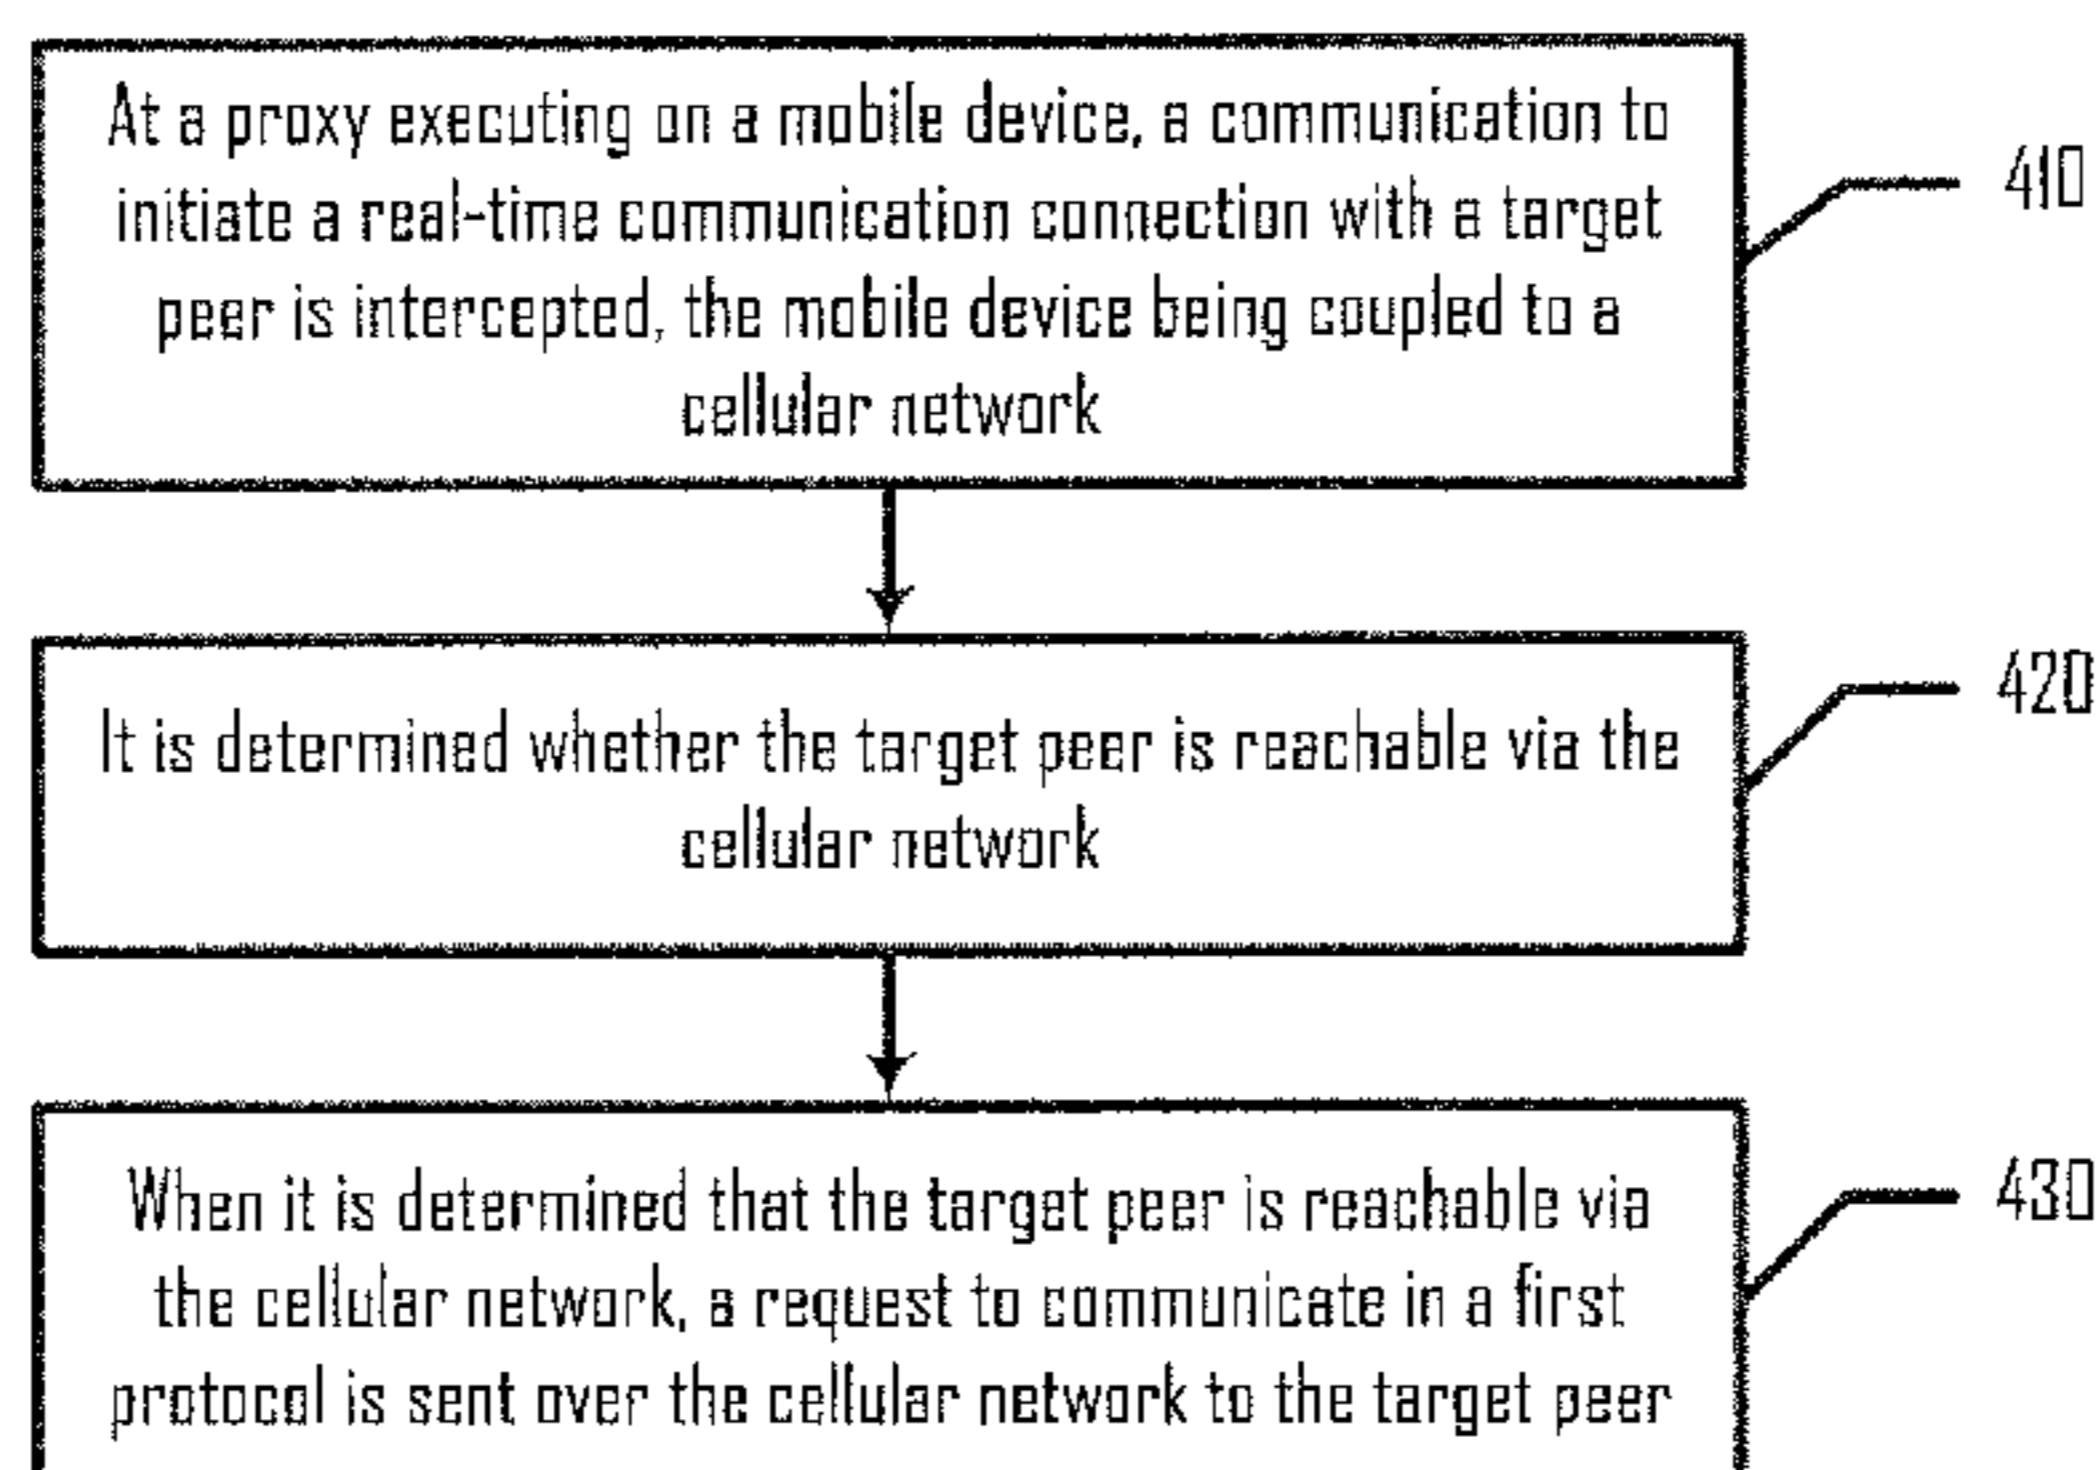 At a proxy executing on a mobile device, a communication to
initiate a real-time communication connection with a target
peer is intercepted, the mobile device being coupled to a
cellular network
410
It is determined whether the target peer is reachable via the
cellular network
420
When it is determined that the target peer is reachable via
the cellular network, a request to communicate in a first
protocol is sent over the cellular network to the target peer
430